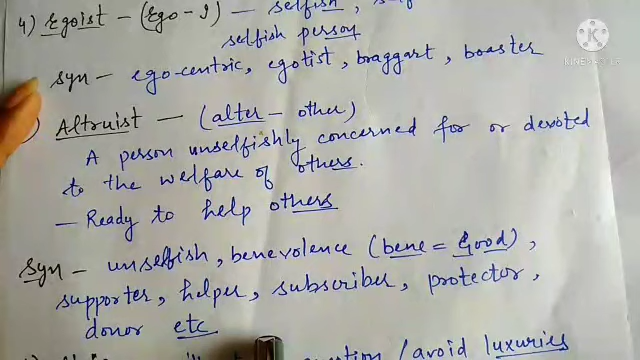 4) Egoist - (Ego - I) - selfish,
selfish person
Syn - ego-centric, egotist, braggart, boaster
) Altruist - (alter - other)
A person unselfishly concerned for or devoted
to the welfare of others.
- Ready to help others
Syn - unselfish, benevolence (bene = Good),
supporter, helper, subscriber, protector,
donor etc
/ avoid luxuries
KINEMASTER